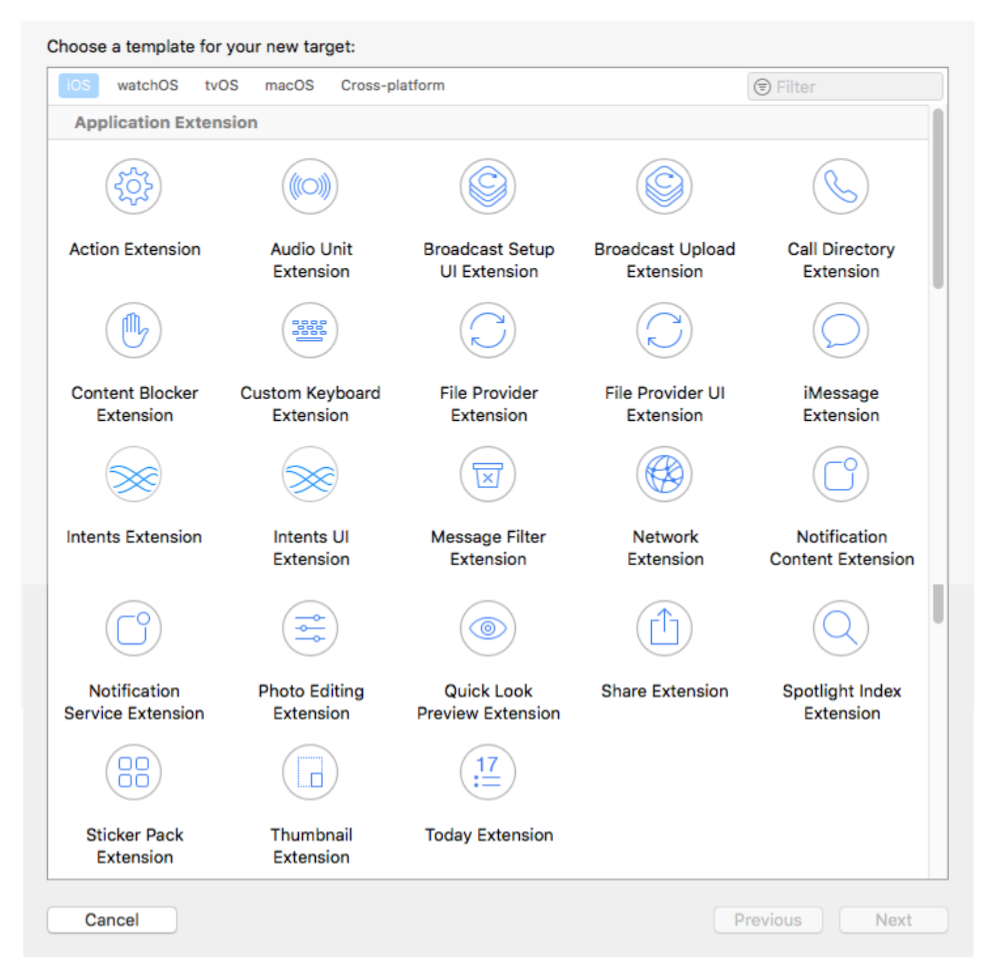 Choose a template for your new target:
iOS watchOS tvOS macOS Cross-platform Filter
Application Extension
Action Extension
Audio Unit
Extension
Broadcast Setup
UI Extension
Broadcast Upload
Extension
Call Directory
Extension
Content Blocker
Extension
Custom Keyboard
Extension
File Provider
Extension
File Provider UI
Extension
iMessage
Extension
Intents Extension
Intents UI
Extension
Message Filter
Extension
Network
Extension
Notification
Content Extension
Notification
Service Extension
Photo Editing
Extension
Quick Look
Preview Extension
Share Extension
Spotlight Index
Extension
17
Sticker Pack
Extension
Thumbnail
Extension
Today Extension
Cancel Previous Next